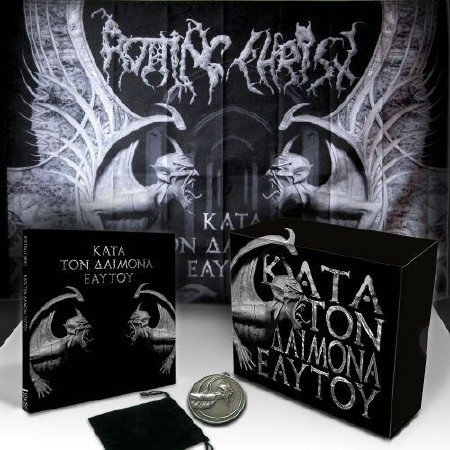 ROTTING CHRIST
ΚΑΤΑ
ΤΟΝ ΔΑΙΜΟΝΑ
ΕΑΥΤΟΥ
ΚΑΤΑ
ΤΟΝ ΔΑΙΜΟΝΑ
ΕΑΥΤΟΥ
ΚΑΤΑ
ΤΟΝ
ΔΑΙΜΟΝΑ
ΕΑΥΤΟΥ